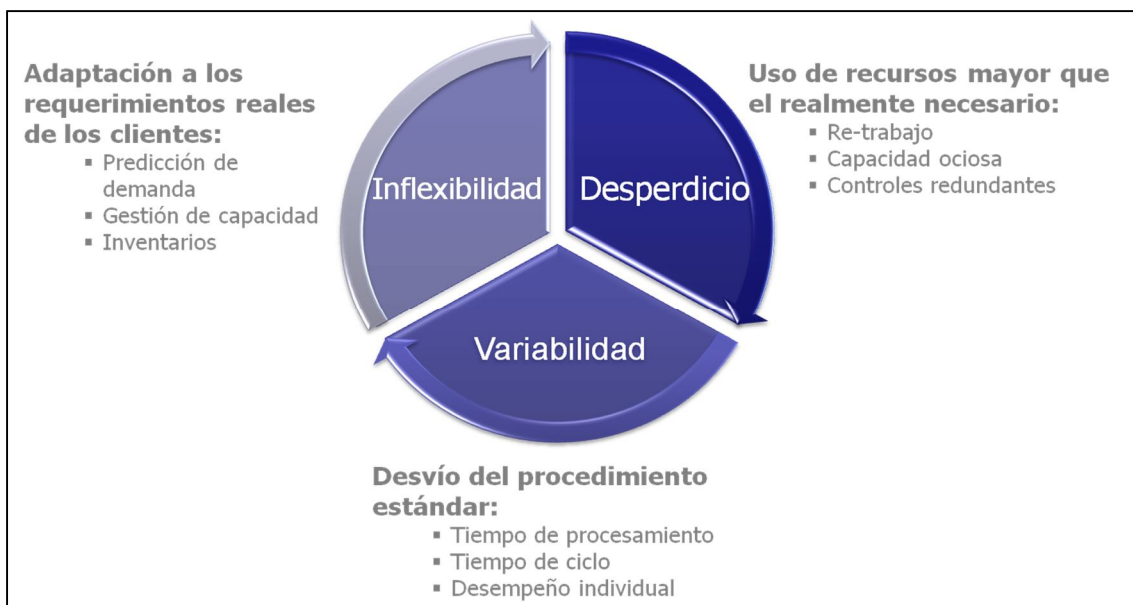 Adaptación a los
requerimientos reales
de los clientes:
▪ Predicción de
demanda
▪ Gestión de capacidad
▪ Inventarios
Inflexibilidad
Desperdicio
Uso de recursos mayor que
el realmente necesario:
▪ Re-trabajo
▪ Capacidad ociosa
▪ Controles redundantes
Variabilidad
Desvío del procedimiento
estándar:
▪ Tiempo de procesamiento
▪ Tiempo de ciclo
▪ Desempeño individual